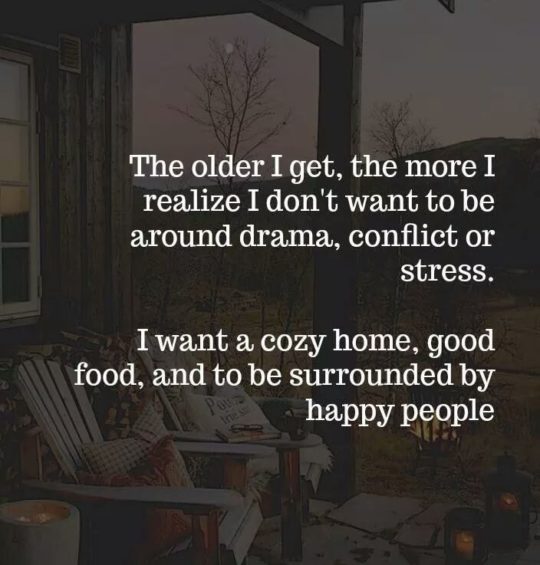 The older I get, the more I
realize I don't want to be
around drama, conflict or
stress.
I want a cozy home, good
food, and to be surrounded by
happy people